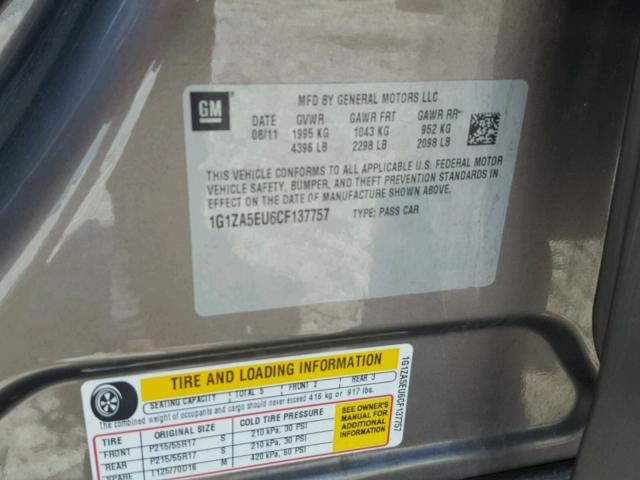 GM
MFD BY GENERAL MOTORS LLC
DATE GVWR GAWR FRT GAWR RR
08/11 1995 KG 1043 KG 952 KG
4396 LB 2298 LB 2098 LB
THIS VEHICLE CONFORMS TO ALL APPLICABLE U.S. FEDERAL MOTOR
VEHICLE SAFETY, BUMPER, AND THEFT PREVENTION STANDARDS IN
EFFECT ON THE DATE OF MANUFACTURE SHOWN ABOVE.
1G1ZA5EU6CF137757 TYPE: PASS CAR
TIRE AND LOADING INFORMATION
SEATING CAPACITY TOTAL 5 FRONT 2 REAR 3
The combined weight of occupants and cargo should never exceed 416 kg or 917 lbs.
TIRE ORIGINAL SIZE COLD TIRE PRESSURE
FRONT P215/55R17 S 210 kPa, 30 PSI
REAR P215/55R17 S 210 kPa, 30 PSI
SPARE T125/70D16 M 420 kPa, 60 PSI
SEE OWNER'S
MANUAL FOR
ADDITIONAL
INFORMATION
1G1ZA5EU6CF137757